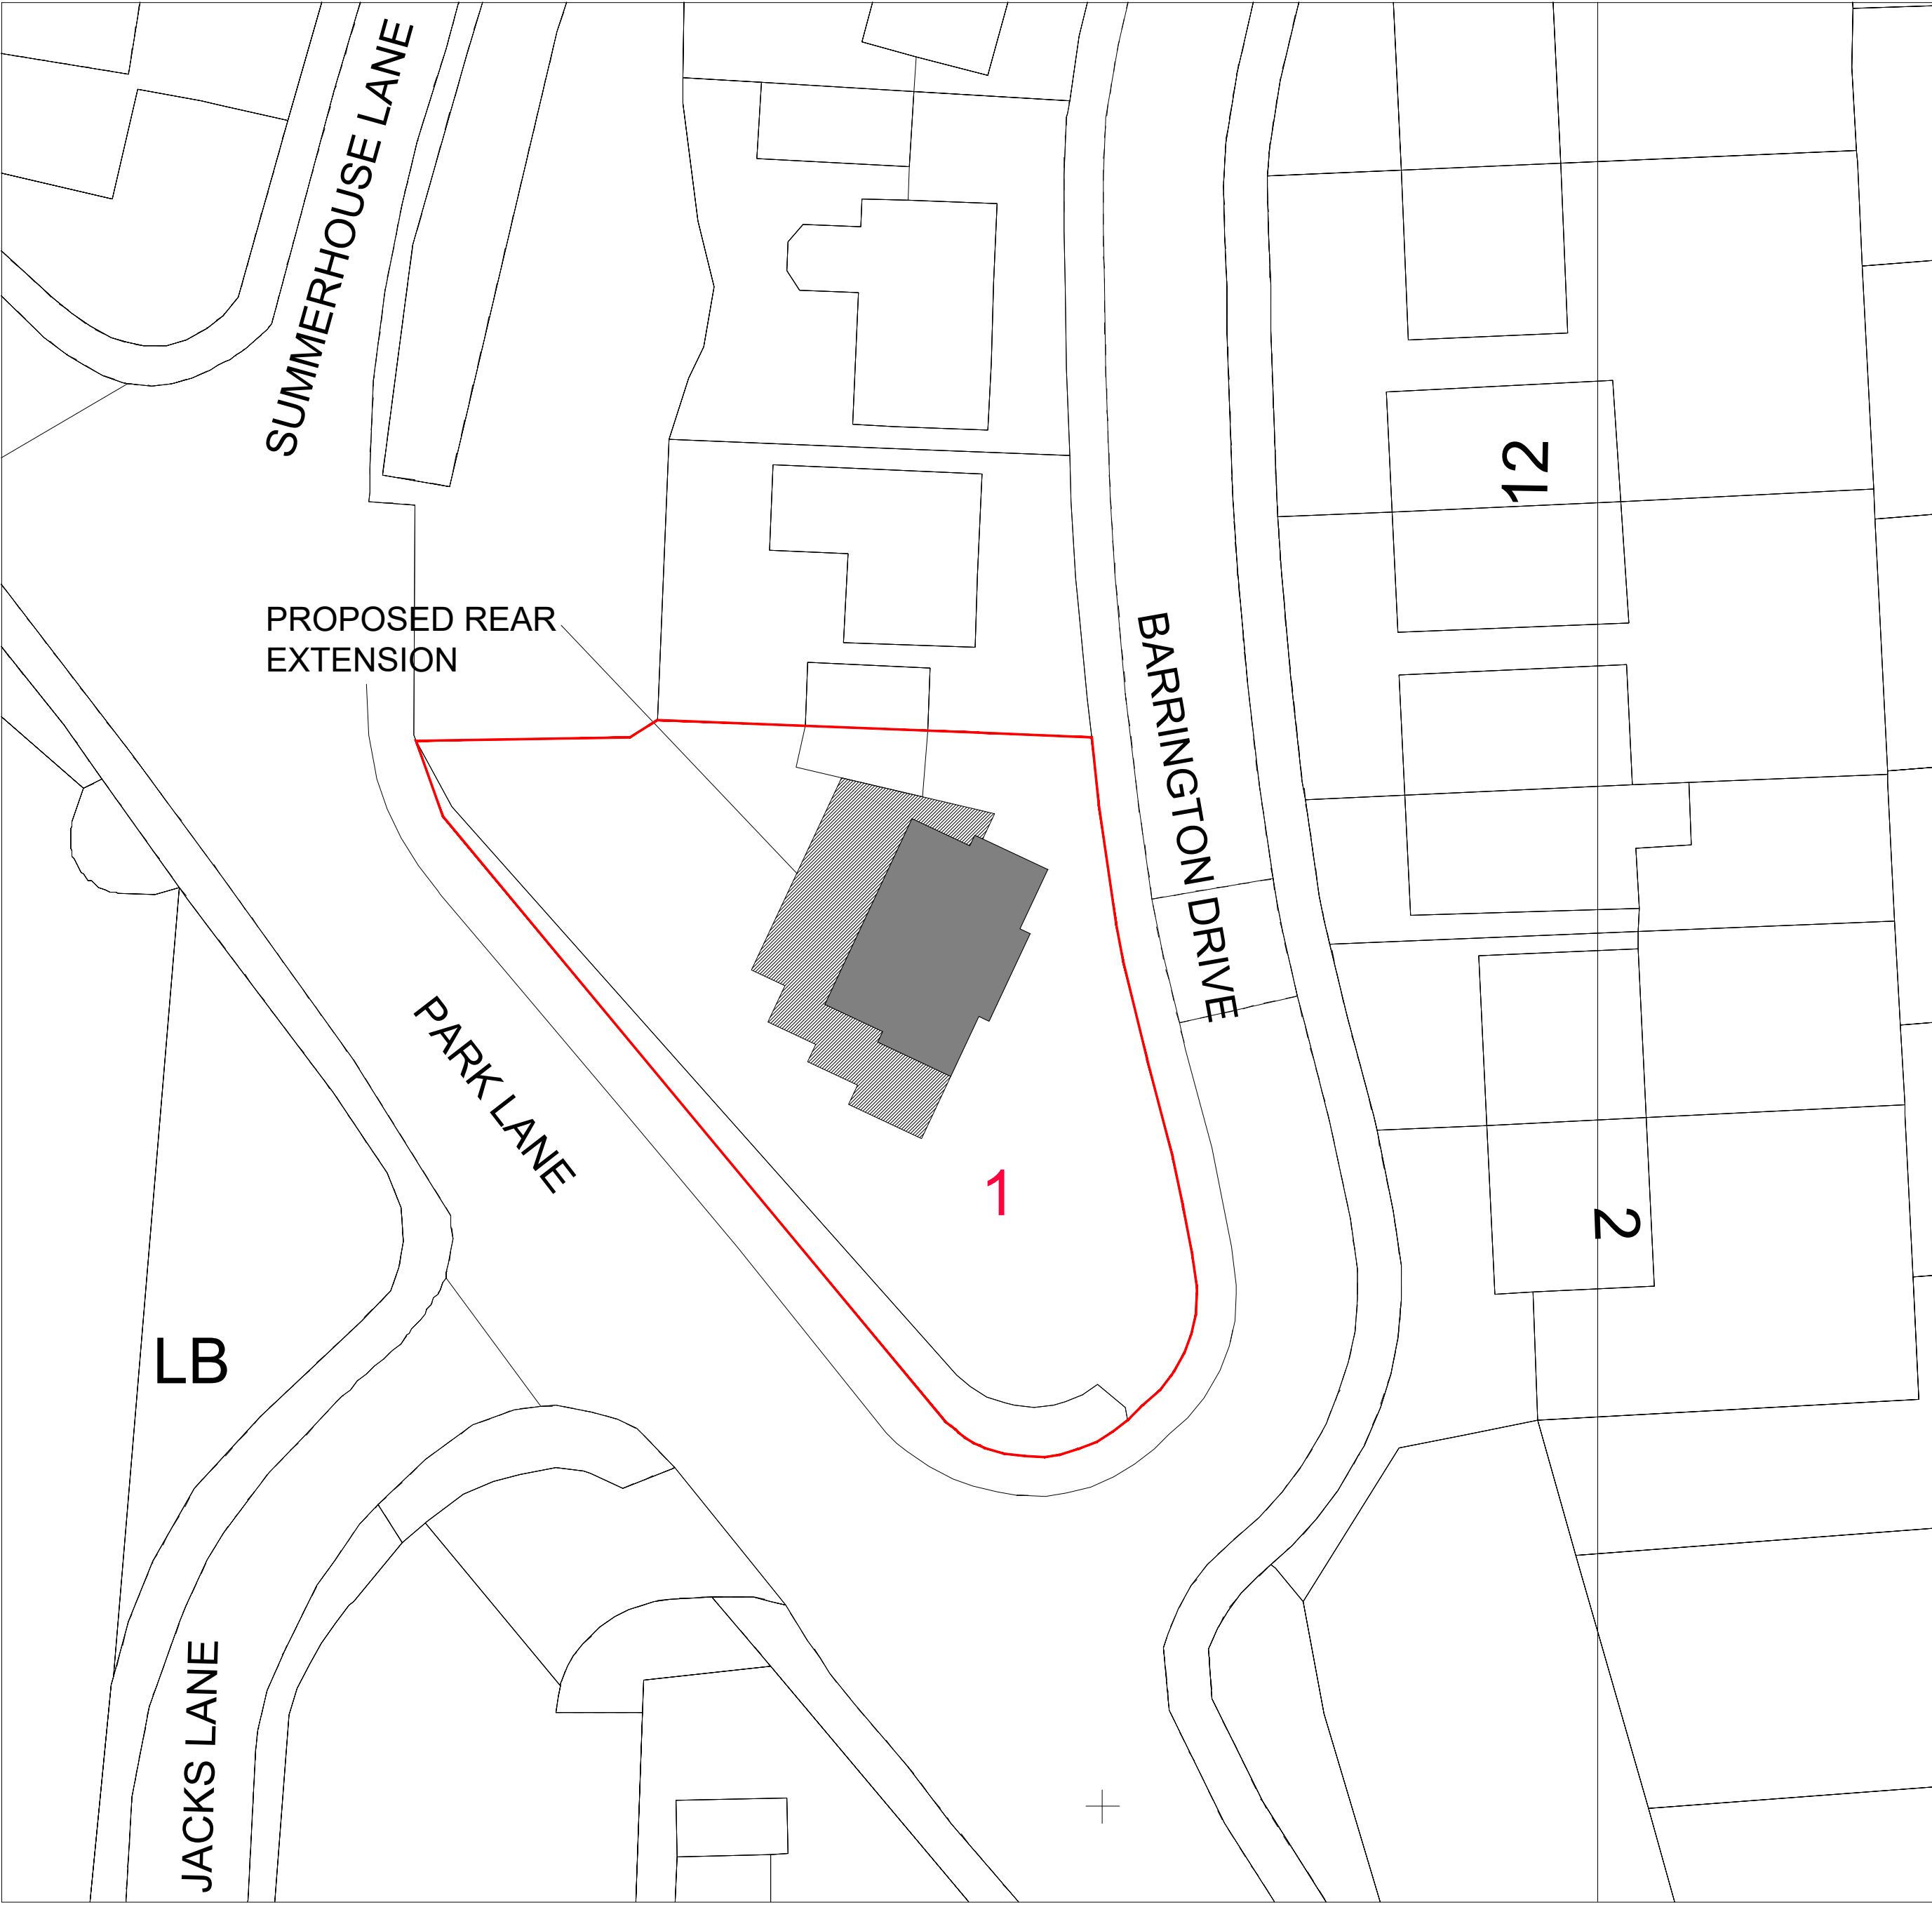 SUMMERHOUSE LANE
12
PROPOSED REAR
EXTENSION
BARRINGTON DRIVE
PARK LANE
1
2
LB
JACKS LANE